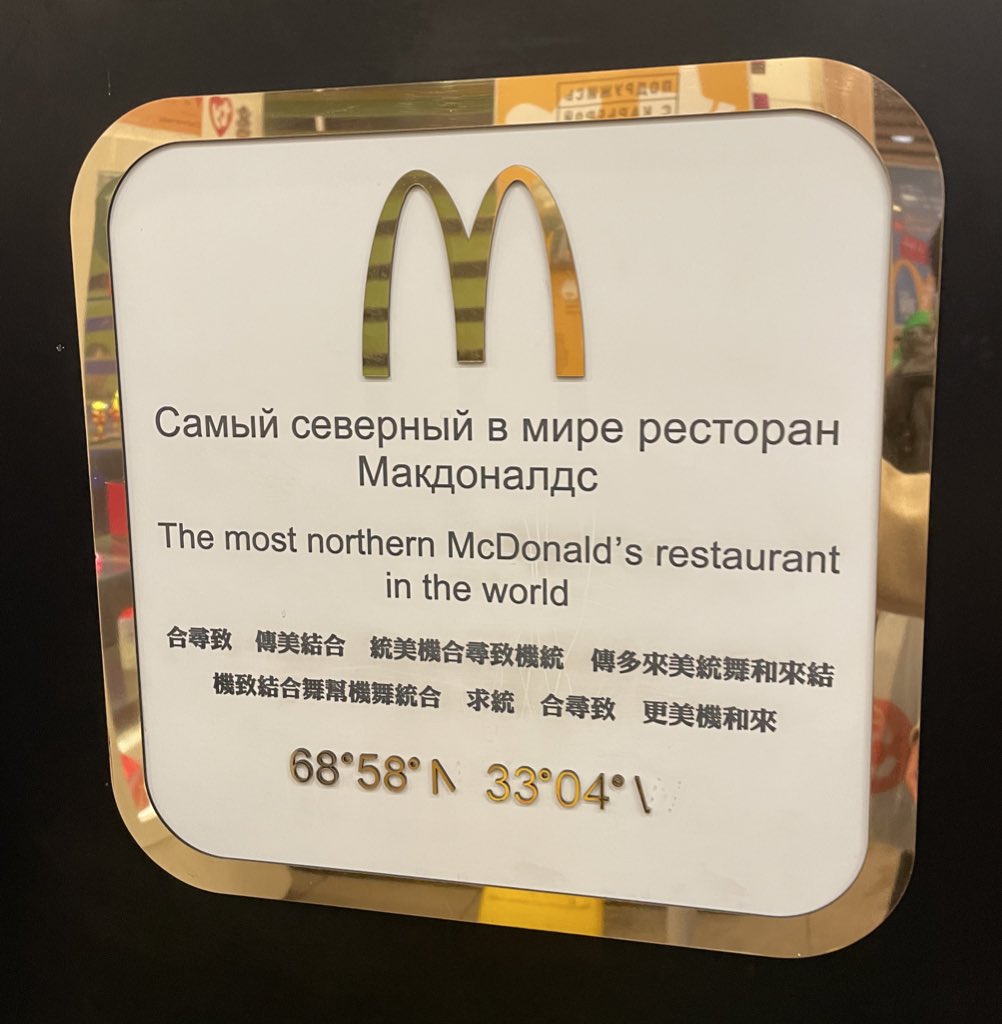 ПОДРУЖИСЬ
С КАРЬЕРОЙ
Самый северный в мире ресторан
Макдоналдс
The most northern McDonald’s restaurant
in the world
合尋致　傳美結合　統美機合尋致機統　傳多來美統舞和來結
機致結合舞幫機舞統合　求統　合尋致　更美機和來
68°58° N 33°04°